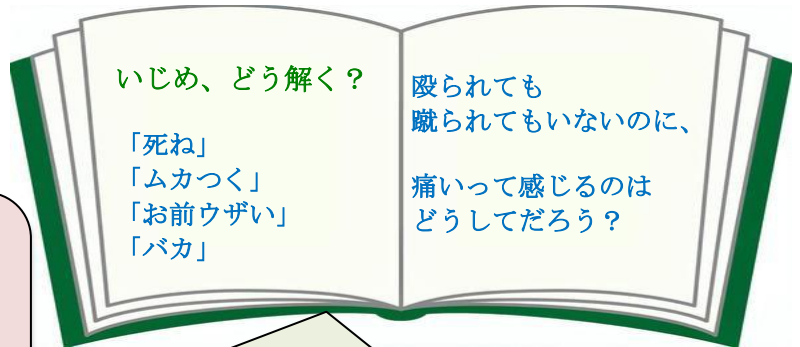 いじめ、どう解く？
「死ね」
「ムカつく」
「お前ウザい」
「バカ」
殴られても
蹴られてもいないのに、
痛いって感じるのは
どうしてだろう？